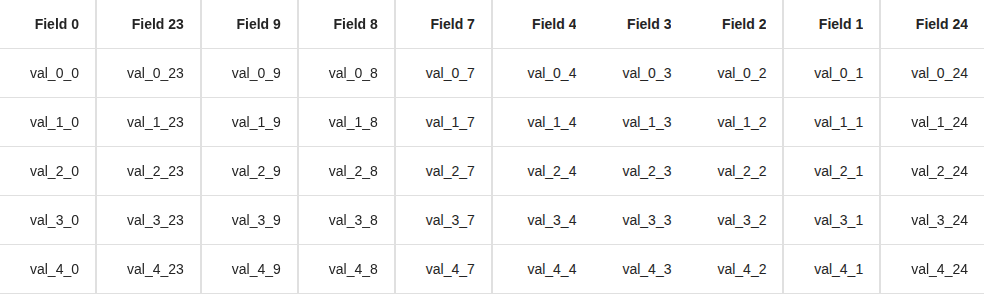 Field 0 Field 23 Field 9 Field 8 Field 7 Field 4 Field 3 Field 2 Field 1 Field 24
val_0_0 val_0_23 val_0_9 val_0_8 val_0_7 val_0_4 val_0_3 val_0_2 val_0_1 val_0_24
val_1_0 val_1_23 val_1_9 val_1_8 val_1_7 val_1_4 val_1_3 val_1_2 val_1_1 val_1_24
val_2_0 val_2_23 val_2_9 val_2_8 val_2_7 val_2_4 val_2_3 val_2_2 val_2_1 val_2_24
val_3_0 val_3_23 val_3_9 val_3_8 val_3_7 val_3_4 val_3_3 val_3_2 val_3_1 val_3_24
val_4_0 val_4_23 val_4_9 val_4_8 val_4_7 val_4_4 val_4_3 val_4_2 val_4_1 val_4_24